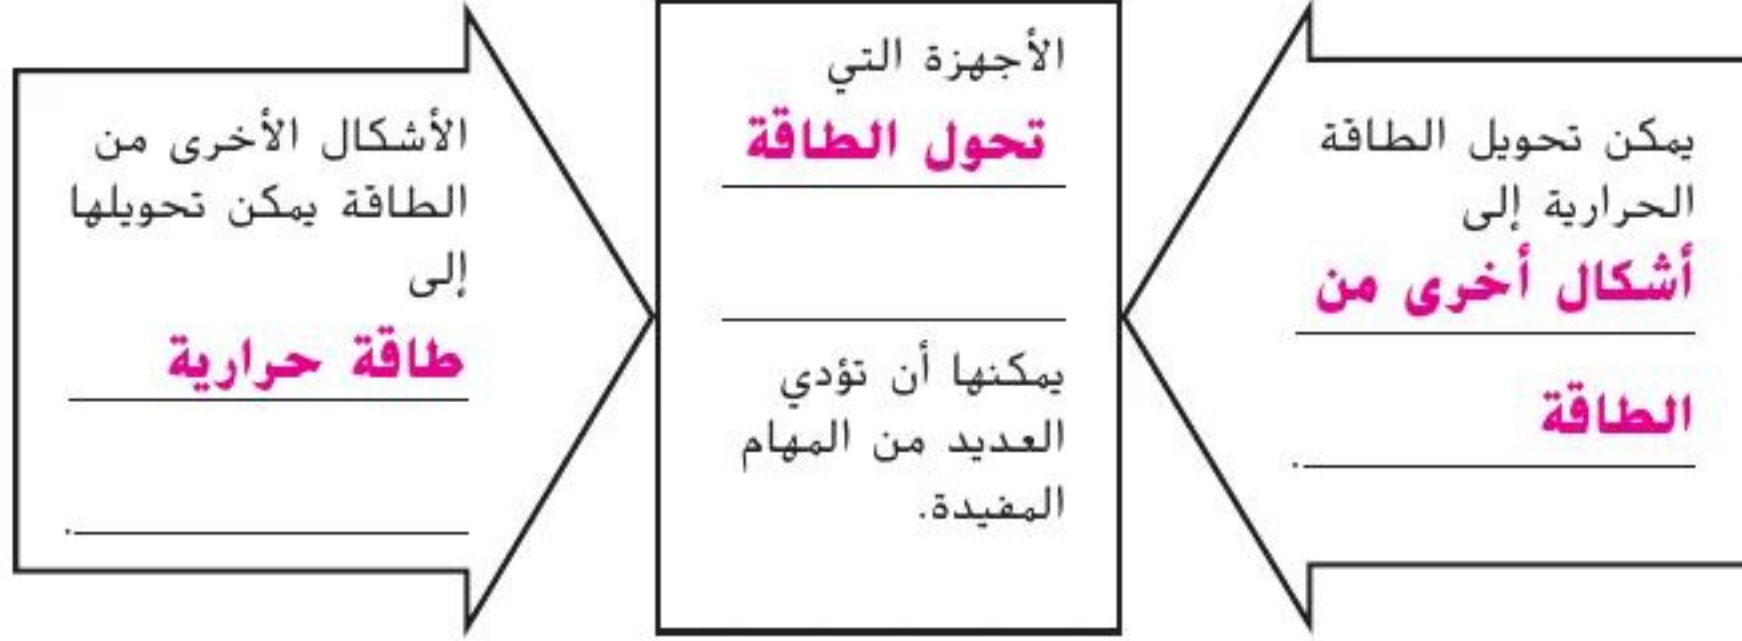 يمكن تحويل الطاقة
الحرارية إلى
أشكال أخرى من
الطاقة
.
الأجهزة التي
تحول الطاقة
يمكنها أن تؤدي
العديد من المهام
المفيدة.
الأشكال الأخرى من
الطاقة يمكن تحويلها
إلى
طاقة حرارية
.